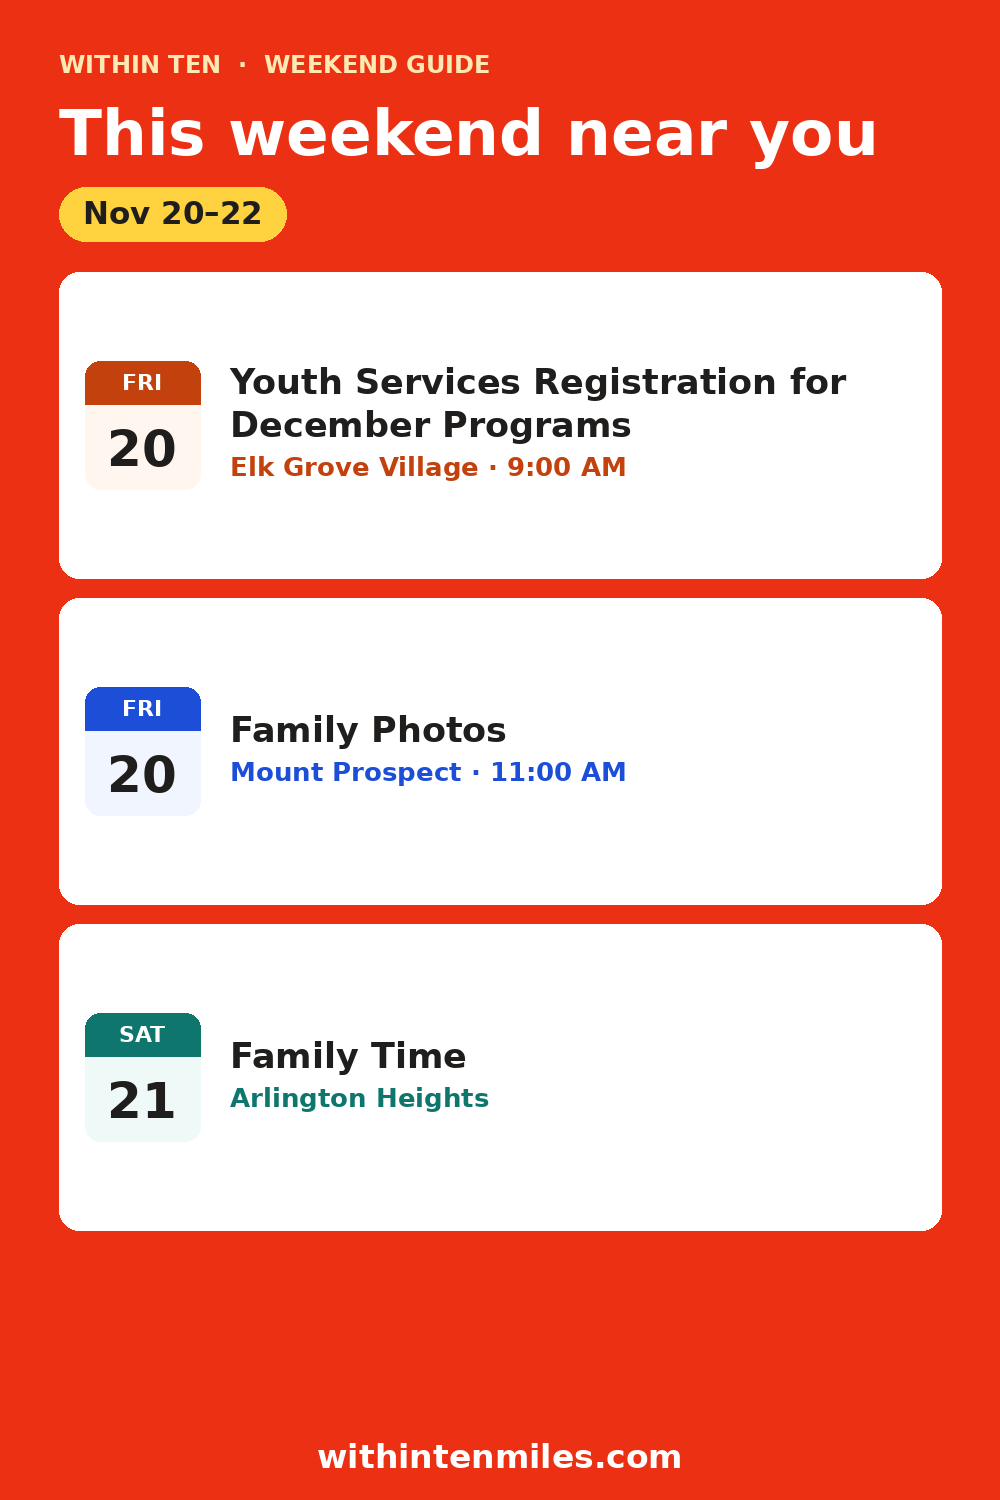 WITHIN TEN · WEEKEND GUIDE
This weekend near you
Nov 20–22
FRI
20
Youth Services Registration for
December Programs
Elk Grove Village · 9:00 AM
FRI
20
Family Photos
Mount Prospect · 11:00 AM
SAT
21
Family Time
Arlington Heights
withintenmiles.com